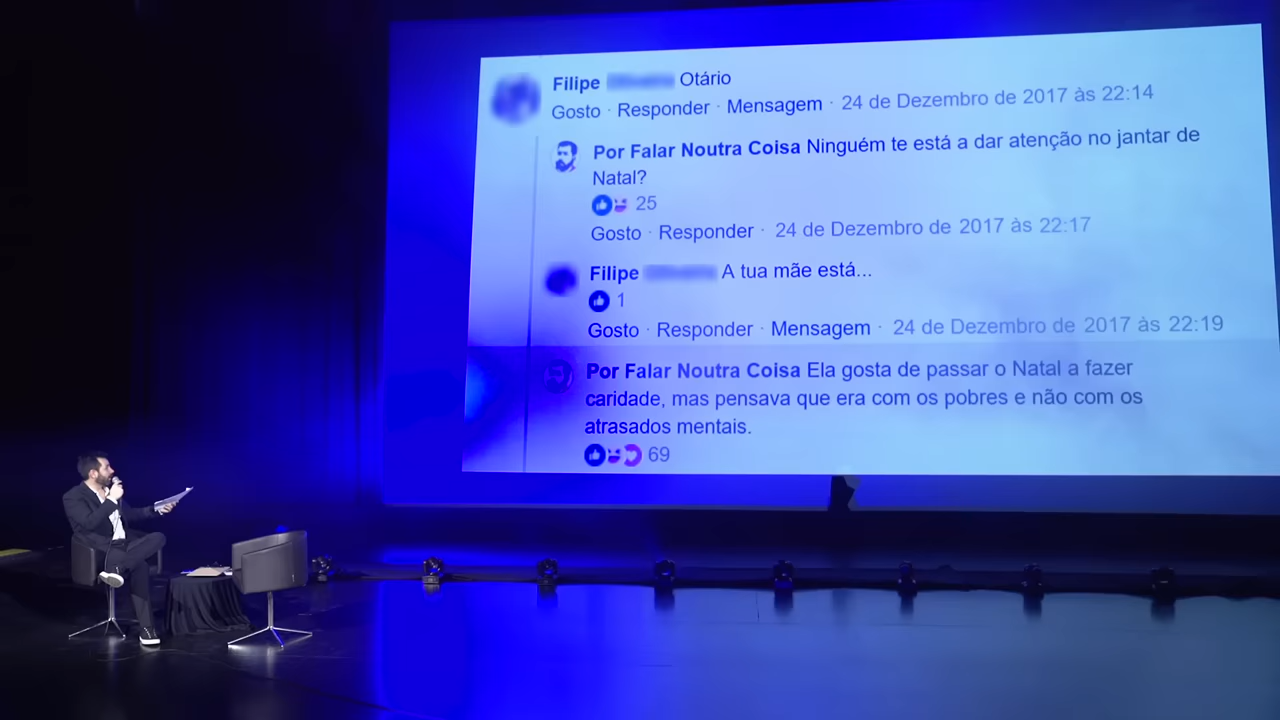 Filipe Otário
Gosto · Responder · Mensagem · 24 de Dezembro de 2017 às 22:14
Por Falar Noutra Coisa Ninguém te está a dar atenção no jantar de
Natal?
25
Gosto · Responder · 24 de Dezembro de 2017 às 22:17
Filipe A tua mãe está...
1
Gosto · Responder · Mensagem · 24 de Dezembro de 2017 às 22:19
Por Falar Noutra Coisa Ela gosta de passar o Natal a fazer
caridade, mas pensava que era com os pobres e não com os
atrasados mentais.
69